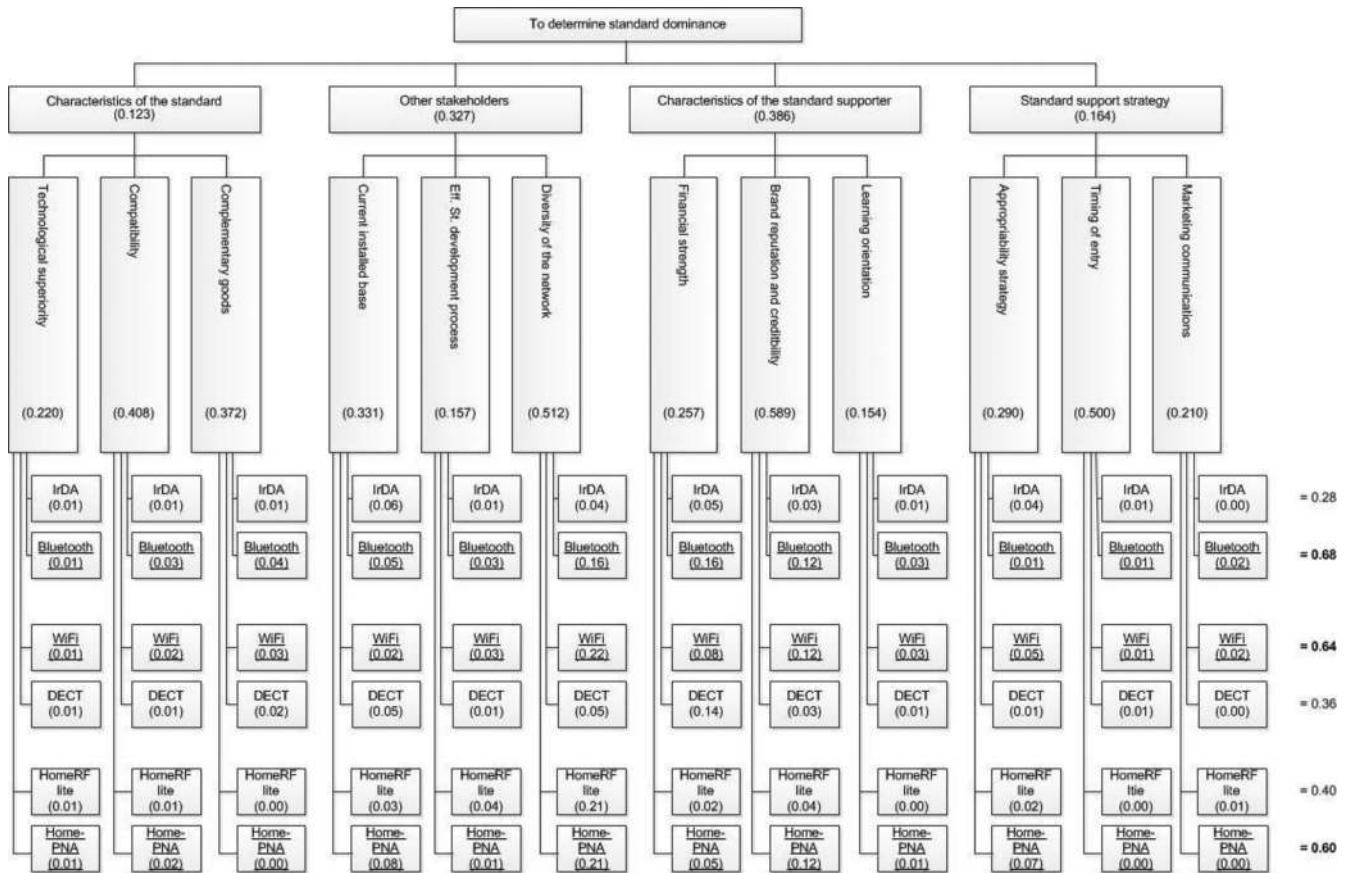 To determine standard dominance
Characteristics of the standard
(0.123)
Other stakeholders
(0.327)
Characteristics of the standard supporter
(0.386)
Standard support strategy
(0.164)
Technological superiority
(0.220)
Compatibility
(0.408)
Complementary goods
(0.372)
Current installed base
(0.331)
Eff. St. development process
(0.157)
Diversity of the network
(0.512)
Financial strength
(0.257)
Brand reputation and creditbility
(0.589)
Learning orientation
(0.154)
Appropriability strategy
(0.290)
Timing of entry
(0.500)
Marketing communications
(0.210)
IrDA IrDA IrDA IrDA IrDA IrDA IrDA IrDA IrDA IrDA IrDA IrDA
(0.01) (0.01) (0.01) (0.06) (0.01) (0.04) (0.05) (0.03) (0.01) (0.04) (0.01) (0.00) = 0.28
Bluetooth Bluetooth Bluetooth Bluetooth Bluetooth Bluetooth Bluetooth Bluetooth Bluetooth Bluetooth Bluetooth Bluetooth
(0.01) (0.03) (0.04) (0.05) (0.03) (0.16) (0.16) (0.12) (0.03) (0.01) (0.01) (0.02) = 0.68
WiFi WiFi WiFi WiFi WiFi WiFi WiFi WiFi WiFi WiFi WiFi WiFi
(0.01) (0.02) (0.03) (0.02) (0.03) (0.22) (0.08) (0.12) (0.03) (0.05) (0.01) (0.02) = 0.64
DECT DECT DECT DECT DECT DECT DECT DECT DECT DECT DECT DECT
(0.01) (0.01) (0.02) (0.05) (0.01) (0.05) (0.14) (0.03) (0.01) (0.01) (0.01) (0.00) = 0.36
HomeRF HomeRF HomeRF HomeRF HomeRF HomeRF HomeRF HomeRF HomeRF HomeRF HomeRF HomeRF
lite lite lite lite lite lite lite lite lite lite ltie lite
(0.01) (0.01) (0.00) (0.03) (0.04) (0.21) (0.02) (0.04) (0.00) (0.02) (0.00) (0.01) = 0.40
Home- Home- Home- Home- Home- Home- Home- Home- Home- Home- Home- Home-
PNA PNA PNA PNA PNA PNA PNA PNA PNA PNA PNA PNA
(0.01) (0.02) (0.00) (0.08) (0.01) (0.21) (0.05) (0.12) (0.01) (0.07) (0.00) (0.00) = 0.60